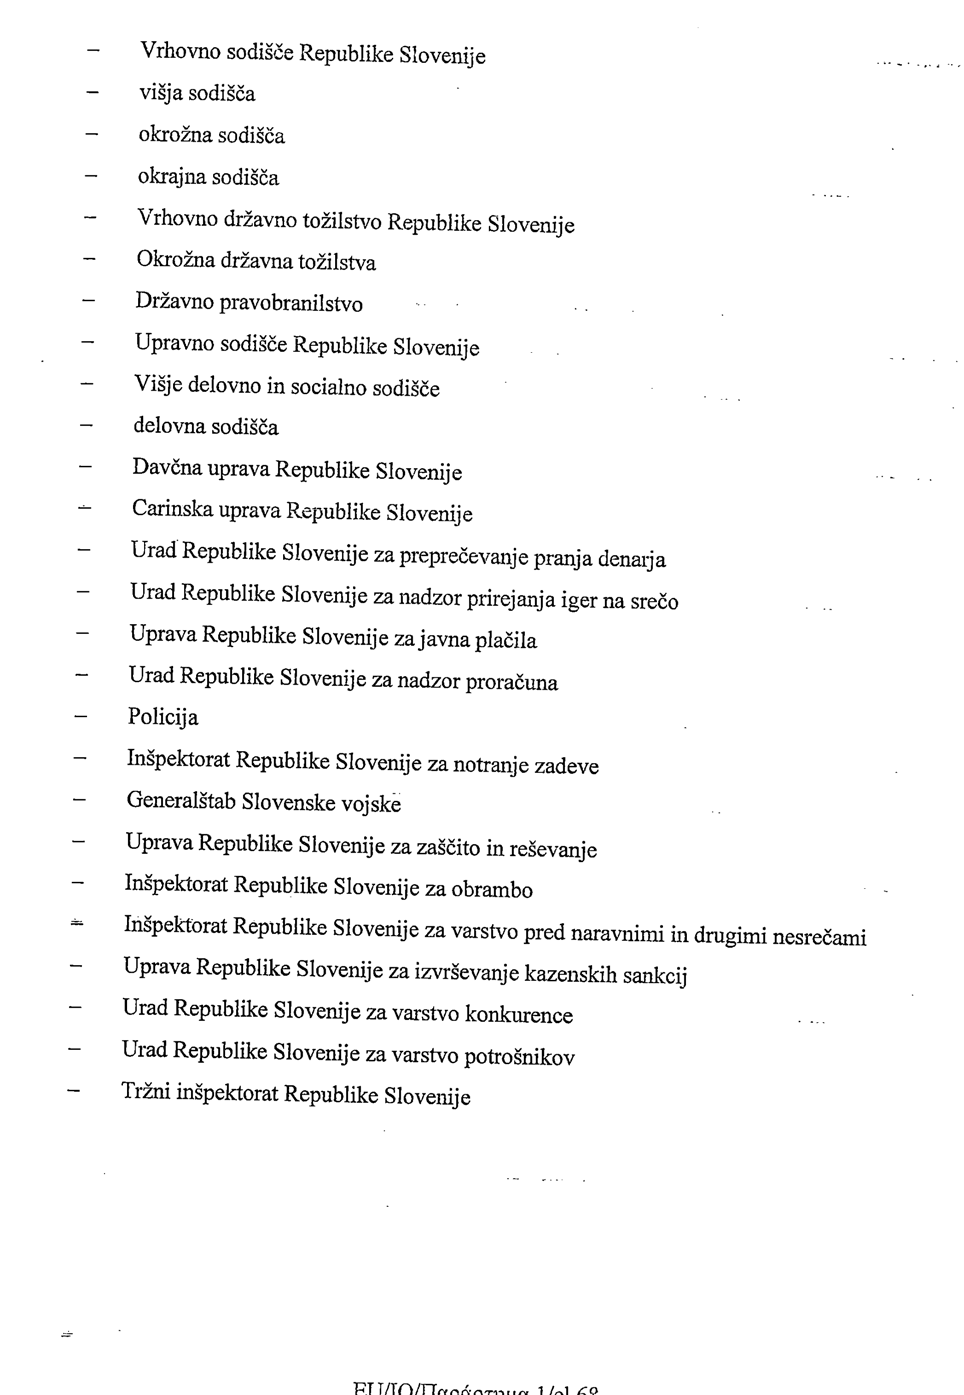 – Vrhovno sodišče Republike Slovenije
– višja sodišča
– okrožna sodišča
– okrajna sodišča
– Vrhovno državno tožilstvo Republike Slovenije
– Okrožna državna tožilstva
– Državno pravobranilstvo
– Upravno sodišče Republike Slovenije
– Višje delovno in socialno sodišče
– delovna sodišča
– Davčna uprava Republike Slovenije
– Carinska uprava Republike Slovenije
– Urad Republike Slovenije za preprečevanje pranja denarja
– Urad Republike Slovenije za nadzor prirejanja iger na srečo
– Uprava Republike Slovenije za javna plačila
– Urad Republike Slovenije za nadzor proračuna
– Policija
– Inšpektorat Republike Slovenije za notranje zadeve
– Generalštab Slovenske vojske
– Uprava Republike Slovenije za zaščito in reševanje
– Inšpektorat Republike Slovenije za obrambo
– Inšpektorat Republike Slovenije za varstvo pred naravnimi in drugimi nesrečami
– Uprava Republike Slovenije za izvrševanje kazenskih sankcij
– Urad Republike Slovenije za varstvo konkurence
– Urad Republike Slovenije za varstvo potrošnikov
– Tržni inšpektorat Republike Slovenije